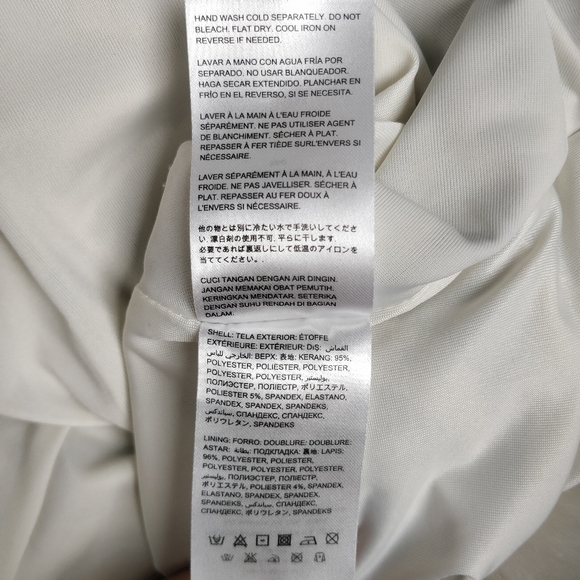 HAND WASH COLD SEPARATELY. DO NOT
BLEACH. FLAT DRY. COOL IRON ON
REVERSE IF NEEDED.
LAVAR A MANO CON AGUA FRÍA POR
SEPARADO. NO USAR BLANQUEADOR.
HAGA SECAR EXTENDIDO. PLANCHAR EN
FRÍO EN EL REVERSO, SI SE NECESITA.
LAVER À LA MAIN À L'EAU FROIDE
SÉPARÉMENT. NE PAS UTILISER AGENT
DE BLANCHIMENT. SÉCHER À PLAT.
REPASSER À FER TIÈDE SURL'ENVERS SI
NÉCESSAIRE.
LAVER SÉPARÉMENT À LA MAIN, À L'EAU
FROIDE. NE PAS JAVELLISER. SÉCHER À
PLAT. REPASSER AU FER DOUX À
L'ENVERS SI NÉCESSAIRE.
他の物とは別に冷たい水で手洗いしてくださ
い. 漂白剤の使用不可. 平らに干します.
必要であれば裏返しにして低温のアイロンを
当ててください.
CUCI TANGAN DENGAN AIR DINGIN.
JANGAN MEMAKAI OBAT PEMUTIH.
KERINGKAN MENDATAR. SETERIKA
DENGAN SUHU RENDAH DI BAGIAN
DALAM.
SHELL: TELA EXTERIOR: ÉTOFFE
EXTÉRIEURE: EXTÉRIEUR: DIŞ: القماش
الخارجي للباس: ВЕРХ: 表地: KERANG: 95%,
POLYESTER, POLIÉSTER, POLYESTER,
POLYESTER, POLYESTER, بوليستير,
ПОЛИЭСТЕР, ПОЛІЕСТР, ポリエステル,
POLIESTER 5%, SPANDEX, ELASTANO,
SPANDEX, SPANDEX, SPANDEKS,
سباندكس, СПАНДЕКС, СПАНДЕКС,
ポリウレタン, SPANDEKS
LINING: FORRO: DOUBLURE: DOUBLURE:
ASTAR: بطانة: ПОДКЛАДКА: 裏地: LAPIS:
96%, POLYESTER, POLIÉSTER,
POLYESTER, POLYESTER, POLYESTER,
بوليستير, ПОЛИЭСТЕР, ПОЛІЕСТР,
ポリエステル, POLIESTER 4%, SPANDEX,
ELASTANO, SPANDEX, SPANDEX,
SPANDEKS, سباندكس, СПАНДЕКС,
СПАНДЕКС, ポリウレタン, SPANDEKS